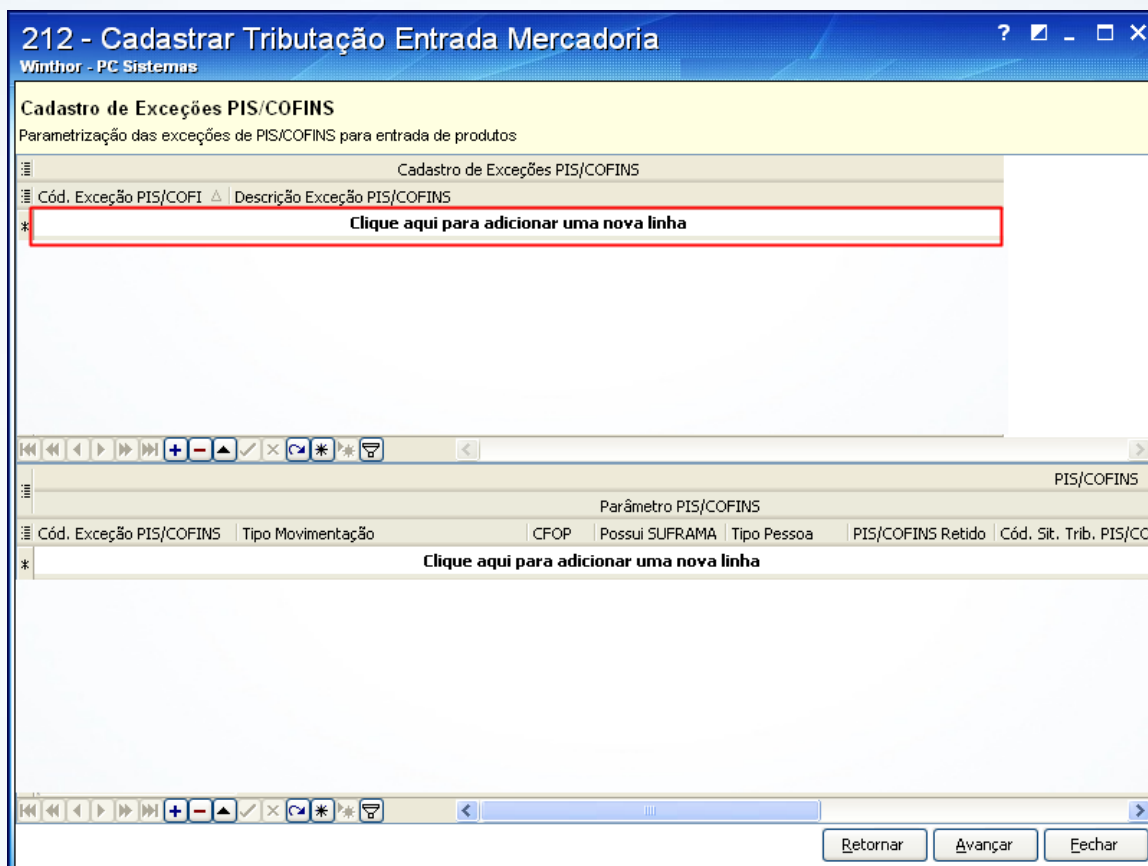 212 - Cadastrar Tributação Entrada Mercadoria
Winthor - PC Sistemas
Cadastro de Exceções PIS/COFINS
Parametrização das exceções de PIS/COFINS para entrada de produtos
Cadastro de Exceções PIS/COFINS
Cód. Exceção PIS/COFI Descrição Exceção PIS/COFINS
Clique aqui para adicionar uma nova linha
PIS/COFINS
Parâmetro PIS/COFINS
Cód. Exceção PIS/COFINS Tipo Movimentação CFOP Possui SUFRAMA Tipo Pessoa PIS/COFINS Retido Cód. Sit. Trib. PIS/CO
Clique aqui para adicionar uma nova linha
Retornar Avançar Fechar